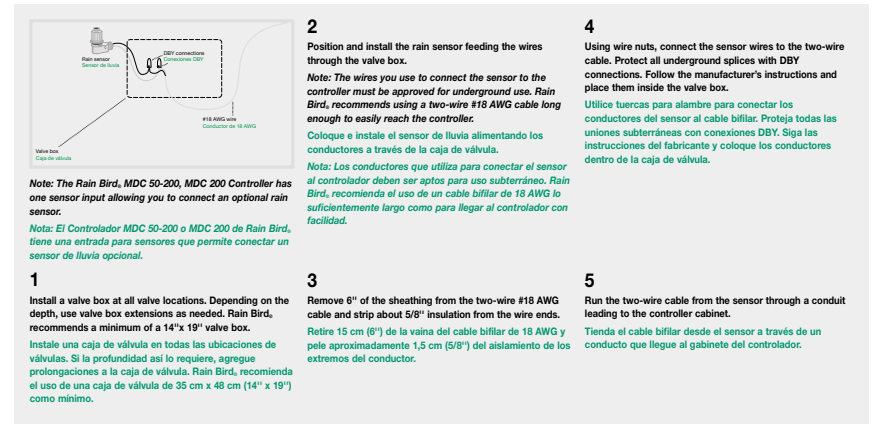 Rain sensor
Sensor de lluvia
DBY connections
Conexiones DBY
#18 AWG wire
Conductor de 18 AWG
Valve box
Caja de válvula
Note: The Rain Bird® MDC 50-200, MDC 200 Controller has
one sensor input allowing you to connect an optional rain
sensor.
Nota: El Controlador MDC 50-200 o MDC 200 de Rain Bird®
tiene una entrada para sensores que permite conectar un
sensor de lluvia opcional.
1
Install a valve box at all valve locations. Depending on the
depth, use valve box extensions as needed. Rain Bird®
recommends a minimum of a 14"x 19" valve box.
Instale una caja de válvula en todas las ubicaciones de
válvulas. Si la profundidad así lo requiere, agregue
prolongaciones a la caja de válvula. Rain Bird® recomienda
el uso de una caja de válvula de 35 cm x 48 cm (14" x 19")
como mínimo.
2
Position and install the rain sensor feeding the wires
through the valve box.
Note: The wires you use to connect the sensor to the
controller must be approved for underground use. Rain
Bird® recommends using a two-wire #18 AWG cable long
enough to easily reach the controller.
Coloque e instale el sensor de lluvia alimentando los
conductores a través de la caja de válvula.
Nota: Los conductores que utiliza para conectar el sensor
al controlador deben ser aptos para uso subterráneo. Rain
Bird® recomienda el uso de un cable bifilar de 18 AWG lo
suficientemente largo como para llegar al controlador con
facilidad.
3
Remove 6" of the sheathing from the two-wire #18 AWG
cable and strip about 5/8" insulation from the wire ends.
Retire 15 cm (6") de la vaina del cable bifilar de 18 AWG y
pele aproximadamente 1,5 cm (5/8") del aislamiento de los
extremos del conductor.
4
Using wire nuts, connect the sensor wires to the two-wire
cable. Protect all underground splices with DBY
connections. Follow the manufacturer's instructions and
place them inside the valve box.
Utilice tuercas para alambre para conectar los
conductores del sensor al cable bifilar. Proteja todas las
uniones subterráneas con conexiones DBY. Siga las
instrucciones del fabricante y coloque los conductores
dentro de la caja de válvula.
5
Run the two-wire cable from the sensor through a conduit
leading to the controller cabinet.
Tienda el cable bifilar desde el sensor a través de un
conducto que llegue al gabinete del controlador.